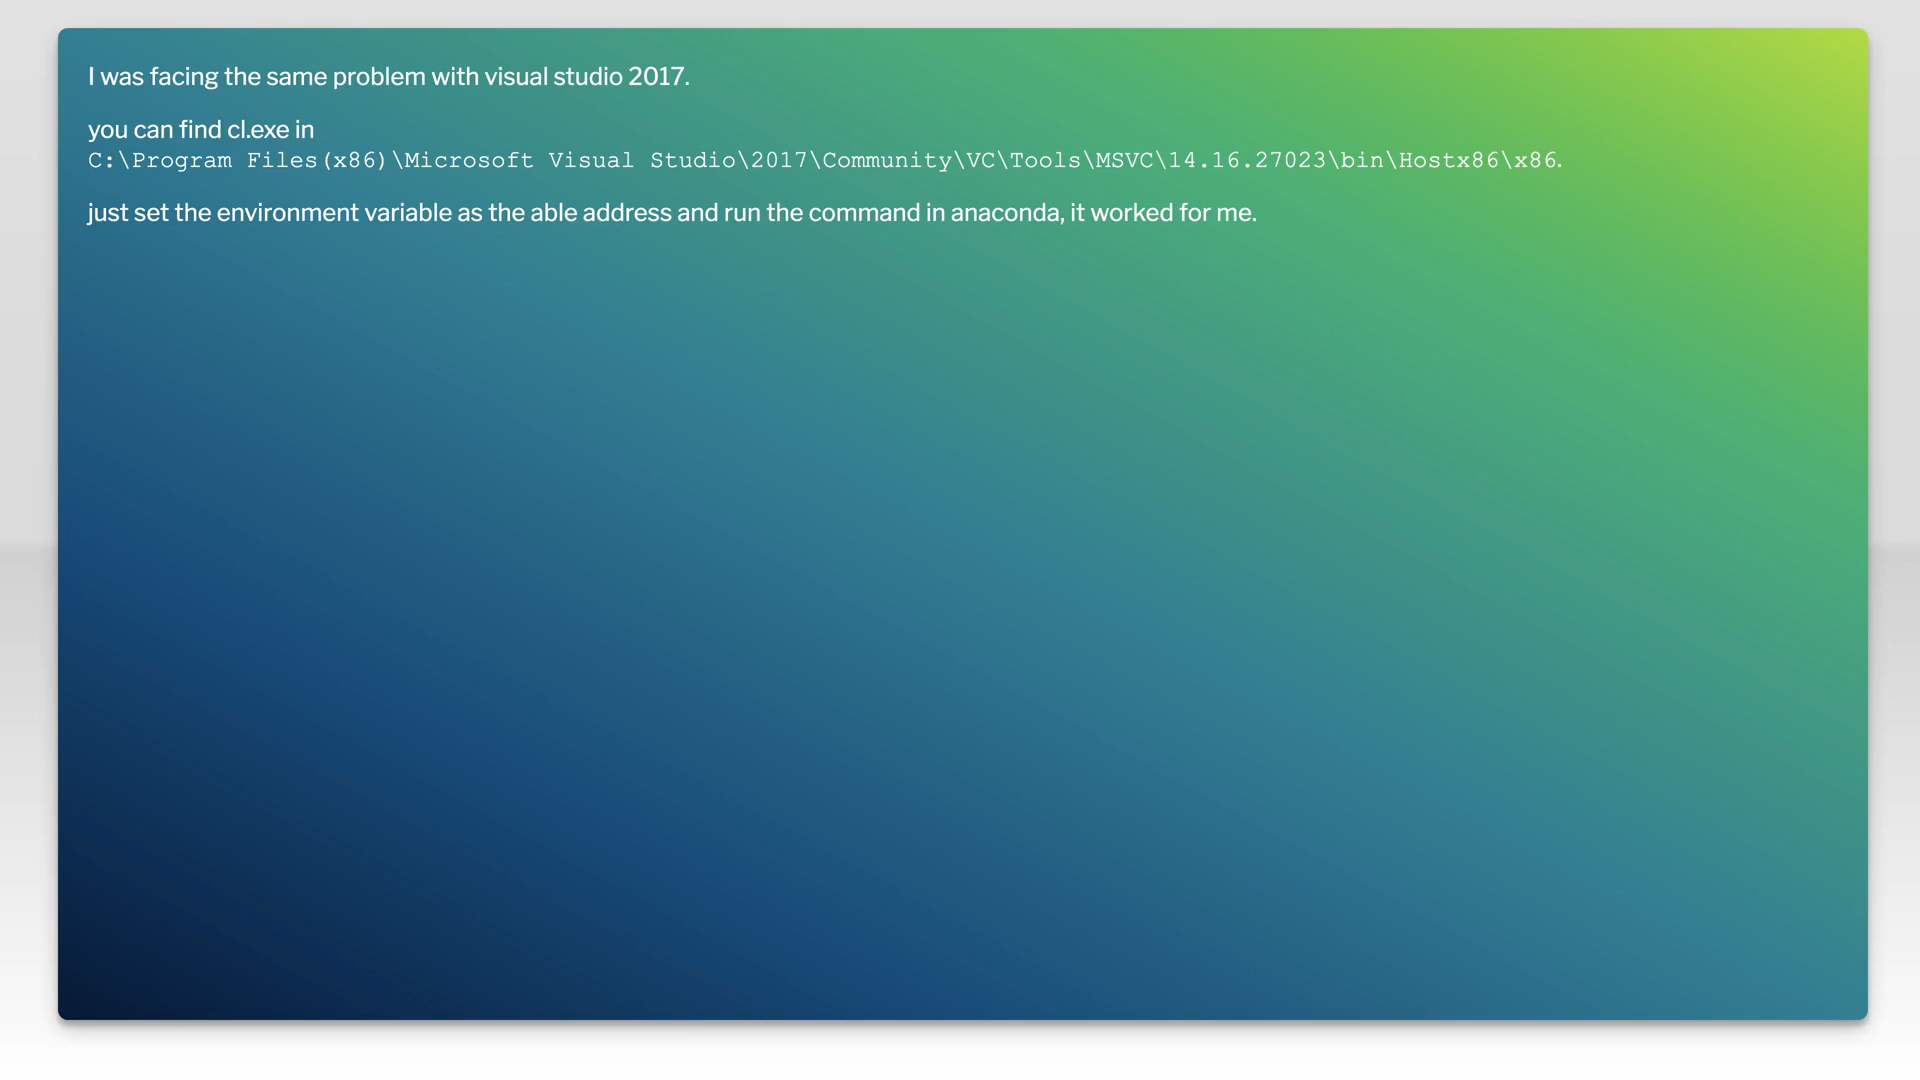 I was facing the same problem with visual studio 2017.
you can find cl.exe in
C:\Program Files(x86)\Microsoft Visual Studio\2017\Community\VC\Tools\MSVC\14.16.27023\bin\Hostx86\x86.
just set the environment variable as the able address and run the command in anaconda, it worked for me.